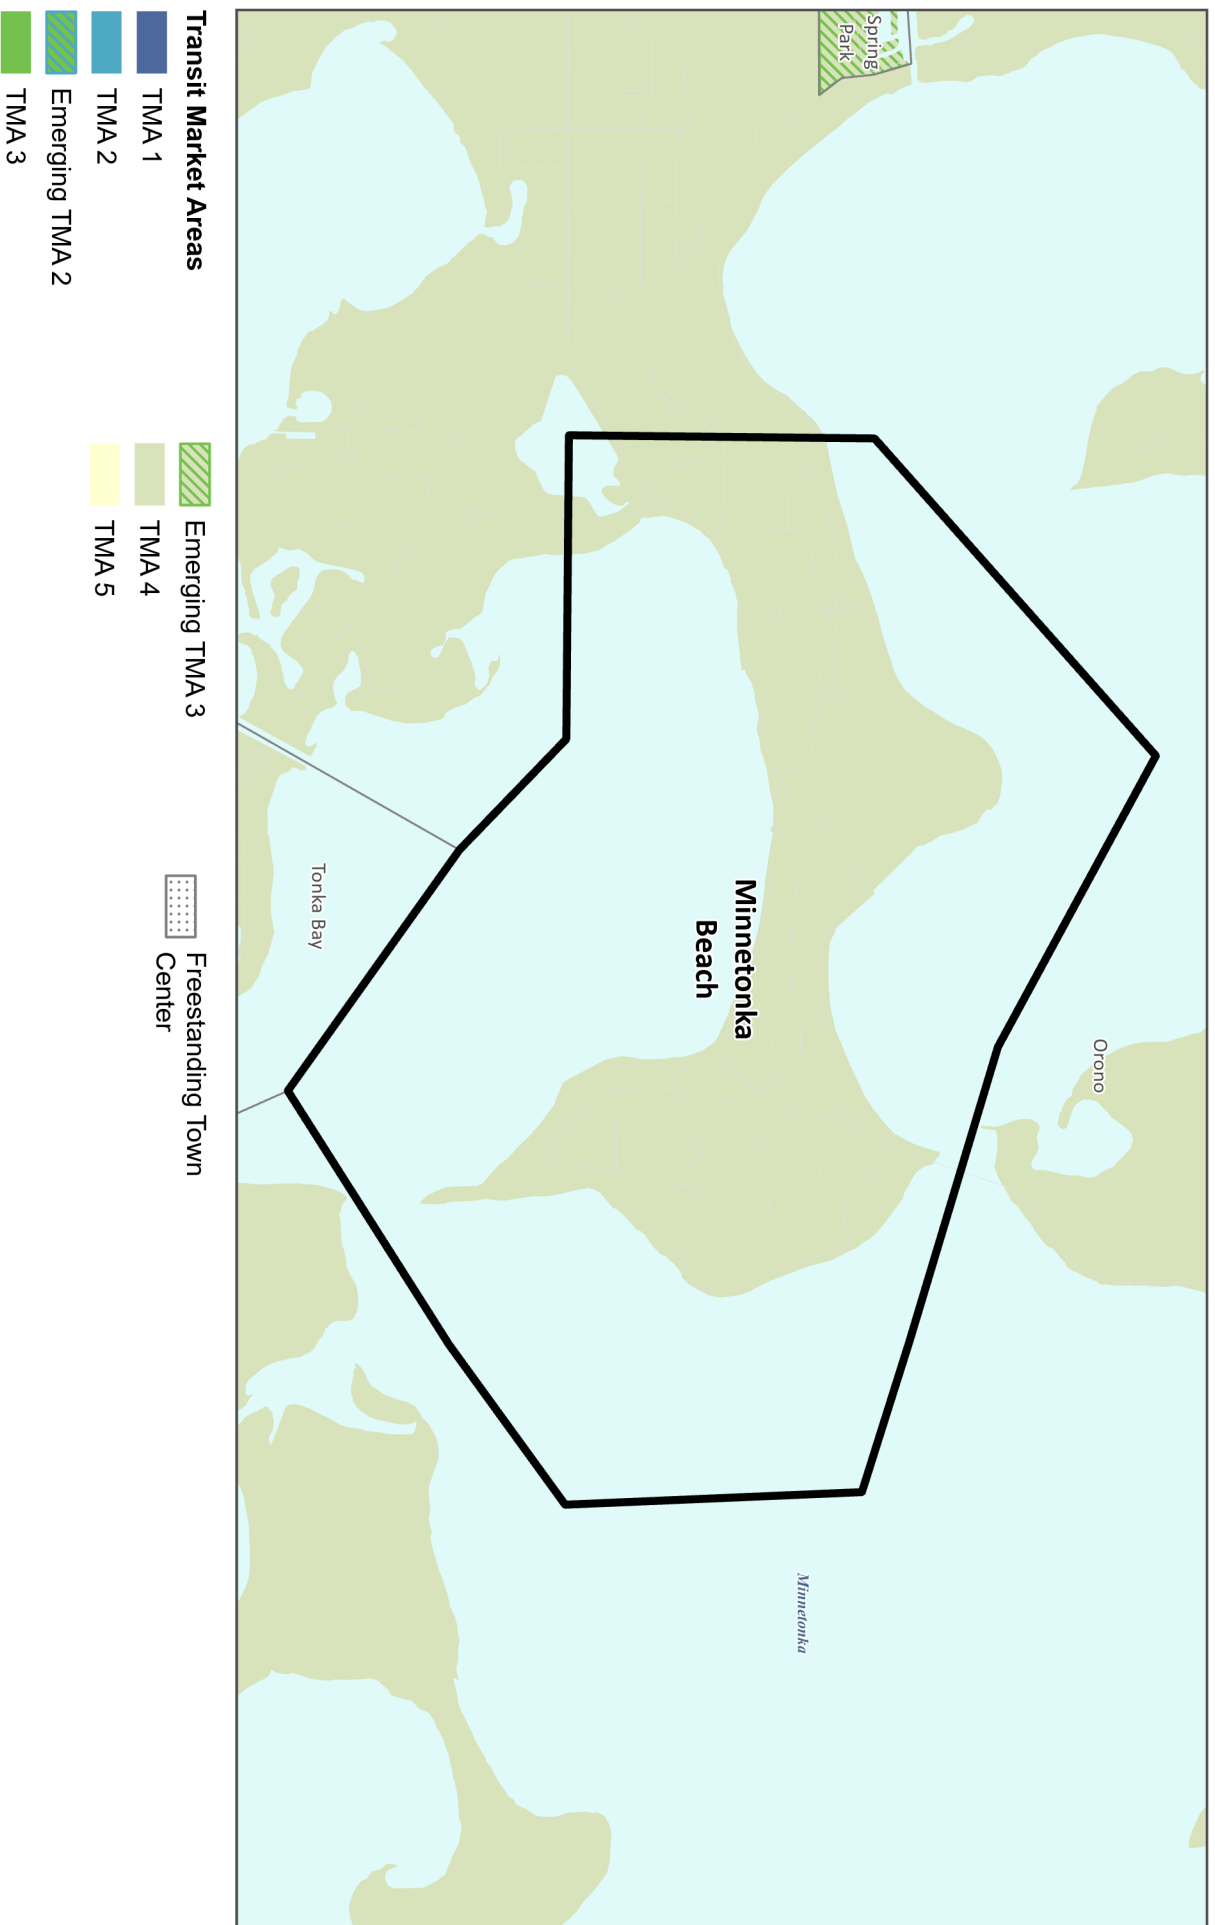 Orono
Spring
Park
Minnetonka
Minnetonka
Beach
Tonka Bay
Transit Market Areas
TMA 1
TMA 2
Emerging TMA 2
TMA 3
Emerging TMA 3
TMA 4
TMA 5
Freestanding Town
Center